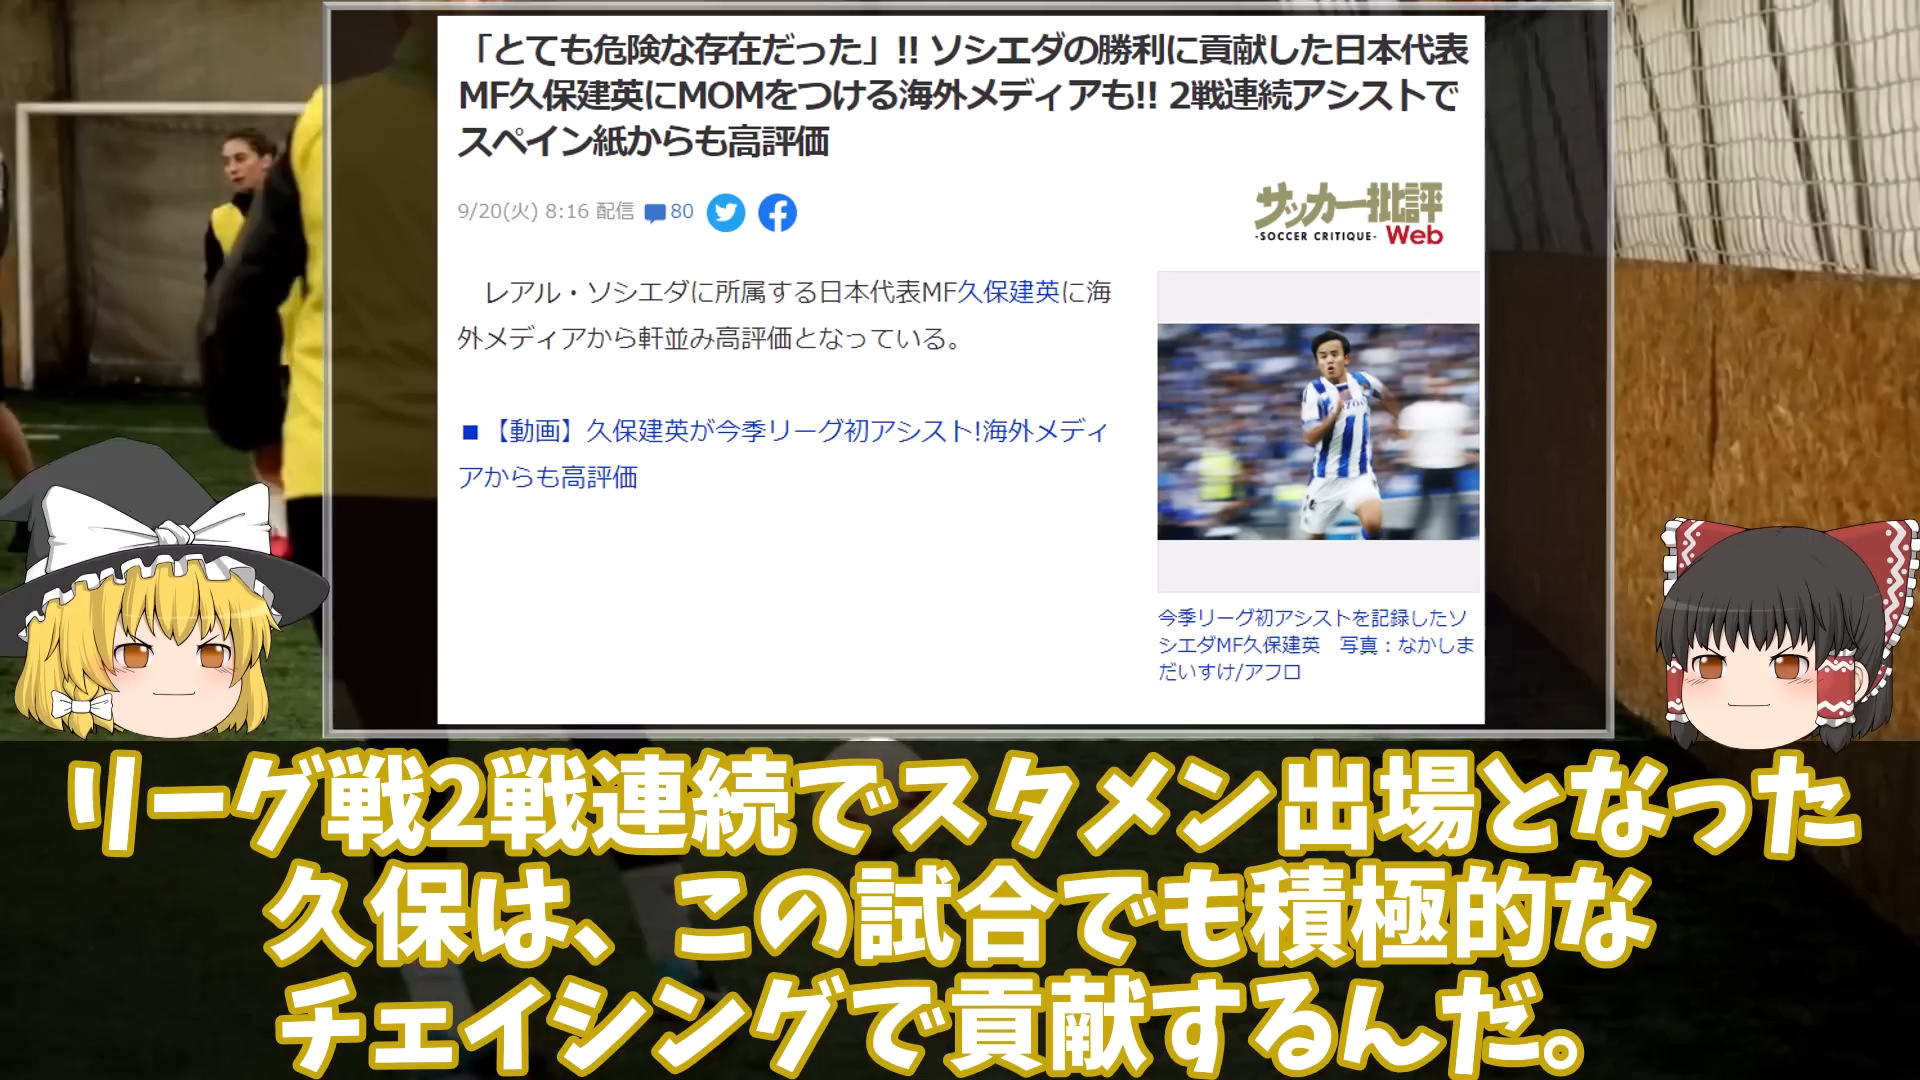 「とても危険な存在だった」!! ソシエダの勝利に貢献した日本代表
MF久保建英にMOMをつける海外メディアも!! 2戦連続アシストで
スペイン紙からも高評価
9/20(火) 8:16 配信 80
サッカー批評
-SOCCER CRITIQUE- Web
レアル・ソシエダに所属する日本代表MF久保建英に海
外メディアから軒並み高評価となっている。
■【動画】久保建英が今季リーグ初アシスト!海外メディ
アからも高評価
今季リーグ初アシストを記録したソ
シエダMF久保建英　写真：なかしま
だいすけ/アフロ
リーグ戦2戦連続でスタメン出場となった
久保は、この試合でも積極的な
チェイシングで貢献するんだ。